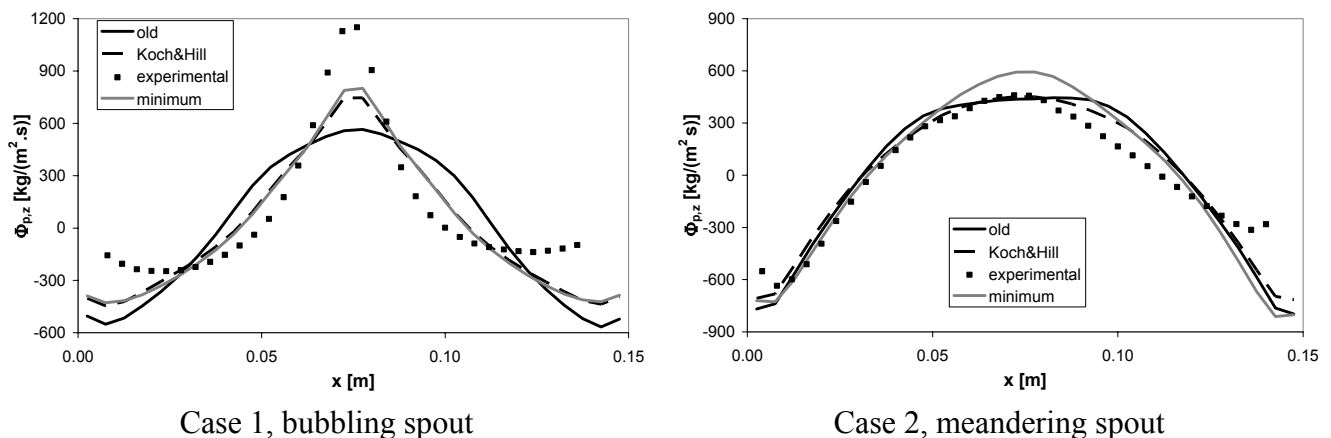 1200
900
600
300
0
-300
-600
Φp,z [kg/(m².s)]
old
Koch&Hill
experimental
minimum
0.00
0.05
0.10
0.15
x [m]
Case 1, bubbling spout
900
600
300
0
-300
-600
-900
Φp,z [kg/(m² s)]
old
Koch&Hill
experimental
minimum
0.00
0.05
0.10
0.15
x [m]
Case 2, meandering spout